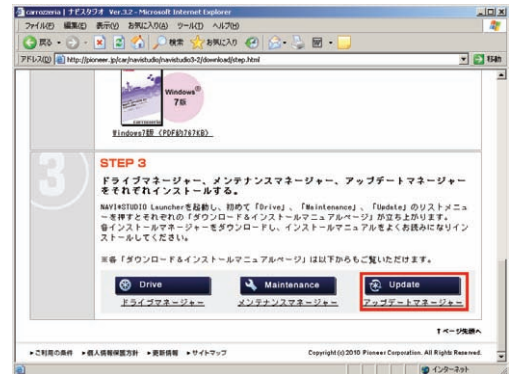 carrozzeria | ナビスタジオ Ver.3.2 - Microsoft Internet Explorer
ファイル(F) 編集(E) 表示(V) お気に入り(A) ツール(T) ヘルプ(H)
戻る 検索 お気に入り
アドレス(D) http://pioneer.jp/car/navistudio/navistudio3-2/download/step.html 移動
Windows®
7版
Windows7版 (PDF約767KB)
3
STEP 3
ドライブマネージャー、メンテナンスマネージャー、アップデートマネージャー
をそれぞれインストールする。
NAVI*STUDIO Launcherを起動し、初めて「Drive」、「Maintenance」、「Update」のリストメニュ
ーを押すとそれぞれの「ダウンロード&インストールマニュアルページ」が立ち上がります。
各インストールマネージャーをダウンロードし、インストールマニュアルをよくお読みになりイン
ストールしてください。
※各「ダウンロード&インストールマニュアルページ」は以下からもご覧いただけます。
Drive Maintenance Update
ドライブマネージャー メンテナンスマネージャー アップデートマネージャー
↑ページ先頭へ
▶ご利用の条件 ▶個人情報保護方針 ▶更新情報 ▶サイトマップ Copyright (c) 2010 Pioneer Corporation. All Rights Reserved.
インターネット